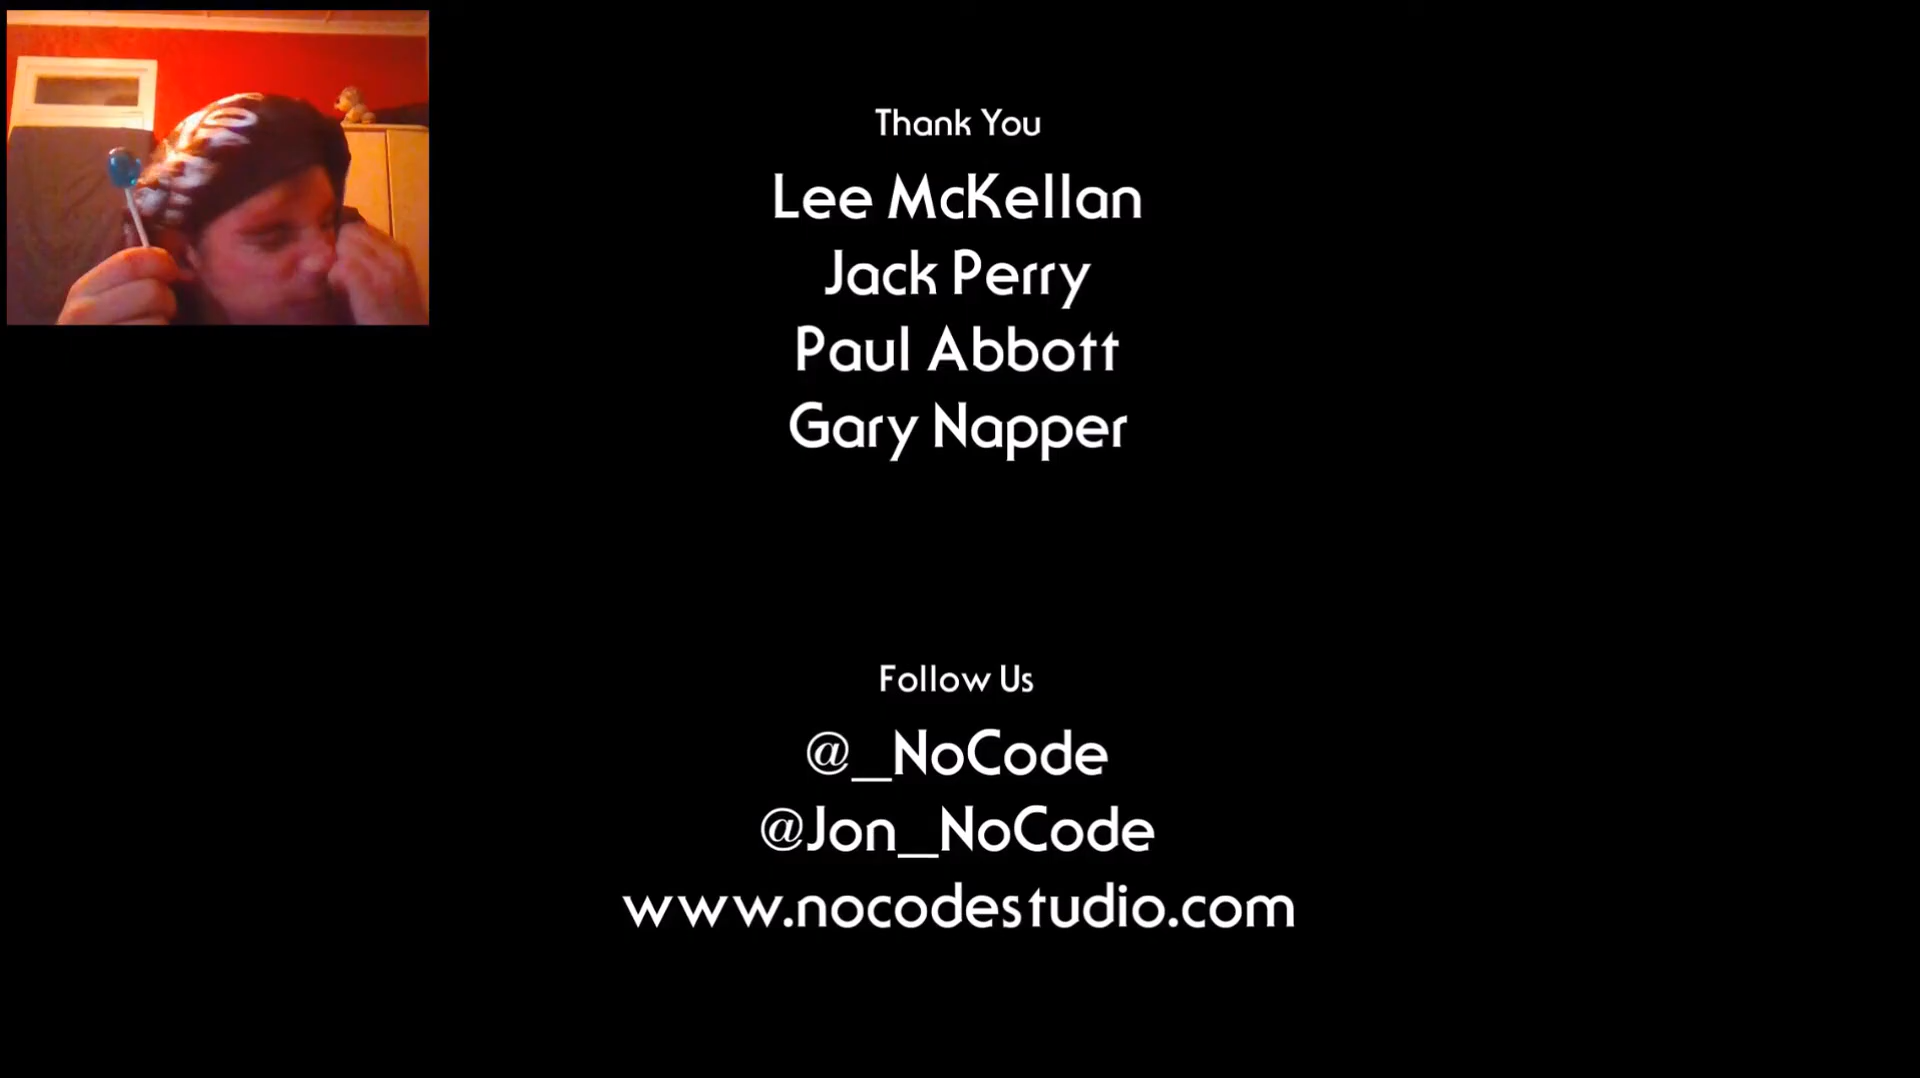 Thank You
Lee McKellan
Jack Perry
Paul Abbott
Gary Napper
Follow Us
@_NoCode
@Jon_NoCode
www.nocodestudio.com